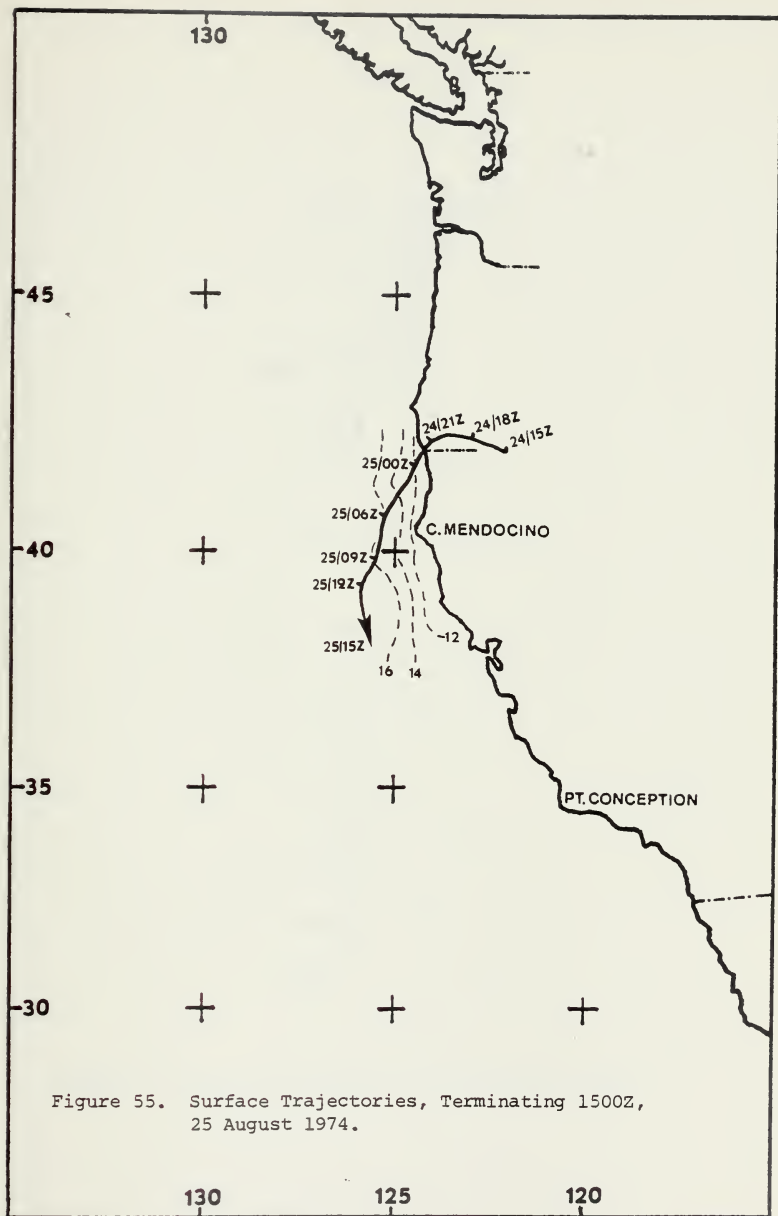 130
45
24/21Z
24/18Z
24/15Z
25/00Z
25/06Z
C. MENDOCINO
40
25/09Z
25/12Z
25/15Z
-12
16
14
35
PT. CONCEPTION
30
Figure 55. Surface Trajectories, Terminating 1500Z,
25 August 1974.
130
125
120